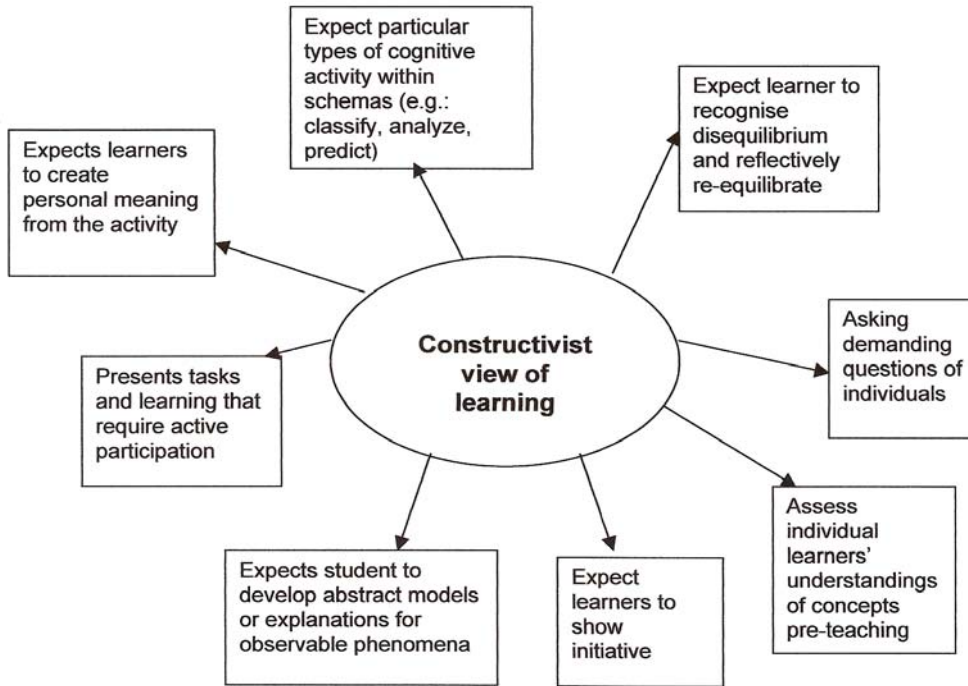 Expect particular
types of cognitive
activity within
schemas (e.g.:
classify, analyze,
predict)
Expect learner to
recognise
disequilibrium
and reflectively
re-equilibrate
Expects learners
to create
personal meaning
from the activity
Constructivist
view of
learning
Asking
demanding
questions of
individuals
Presents tasks
and learning that
require active
participation
Assess
individual
learners'
understandings
of concepts
pre-teaching
Expects student to
develop abstract models
or explanations for
observable phenomena
Expect
learners to
show
initiative